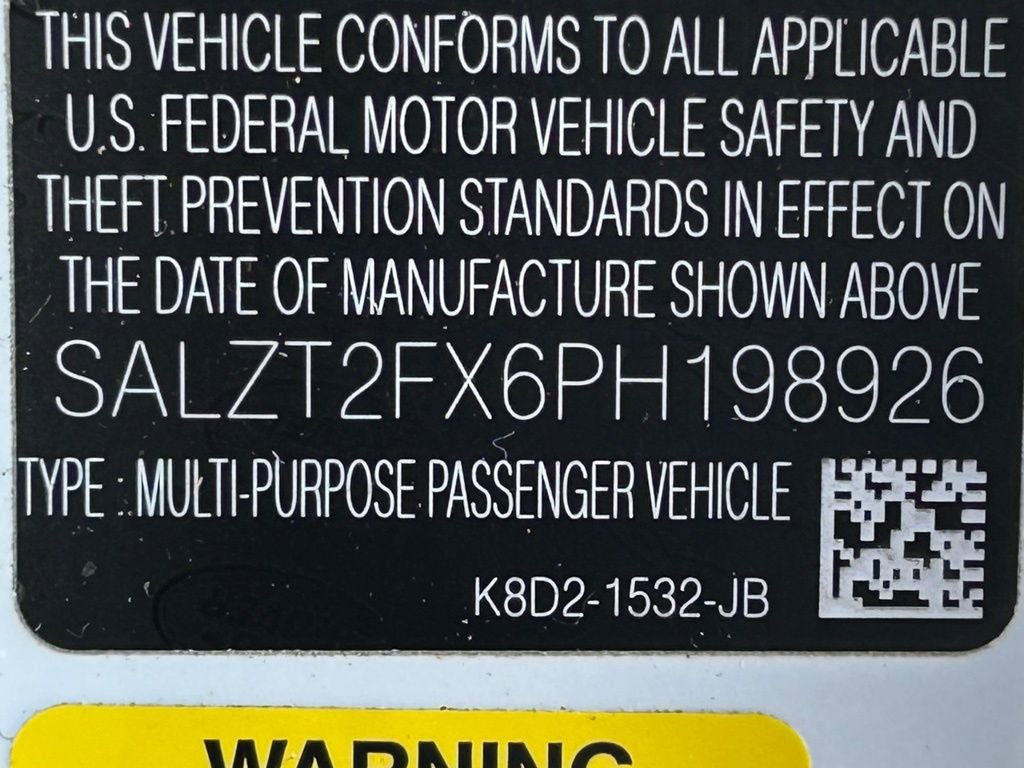 THIS VEHICLE CONFORMS TO ALL APPLICABLE
U.S. FEDERAL MOTOR VEHICLE SAFETY AND
THEFT PREVENTION STANDARDS IN EFFECT ON
THE DATE OF MANUFACTURE SHOWN ABOVE
SALZT2FX6PH198926
TYPE : MULTI-PURPOSE PASSENGER VEHICLE
K8D2-1532-JB
WARNING